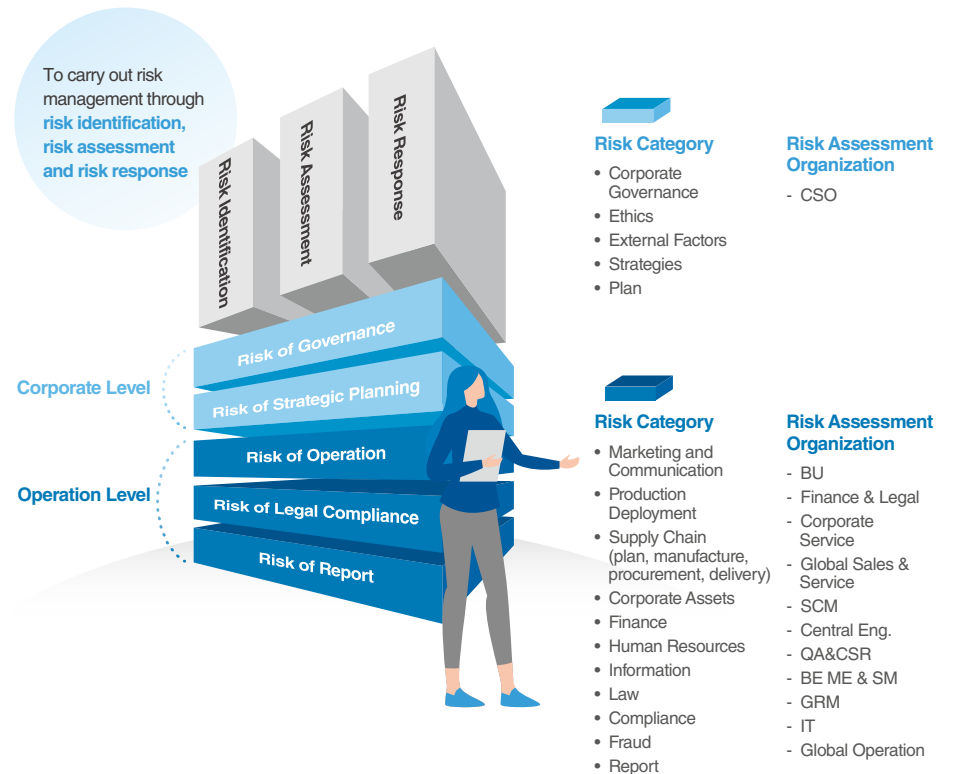 To carry out risk
management through
risk identification,
risk assessment
and risk response
Risk Identification
Risk Assessment
Risk Response
Risk of Governance
Risk of Strategic Planning
Risk of Operation
Risk of Legal Compliance
Risk of Report
Corporate Level
Operation Level
Risk Category
• Corporate
Governance
• Ethics
• External Factors
• Strategies
• Plan
Risk Assessment
Organization
- CSO
Risk Category
• Marketing and
Communication
• Production
Deployment
• Supply Chain
(plan, manufacture,
procurement, delivery)
• Corporate Assets
• Finance
• Human Resources
• Information
• Law
• Compliance
• Fraud
• Report
Risk Assessment
Organization
- BU
- Finance & Legal
- Corporate
Service
- Global Sales &
Service
- SCM
- Central Eng.
- QA&CSR
- BE ME & SM
- GRM
- IT
- Global Operation